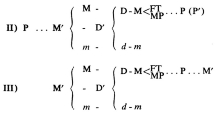 M - D - M<FT MP ... P (P′)
II) P ... M′ - D′
m - d - m
M - D - M<FT MP ... P ... M′
III) M′ - D′
m - d - m